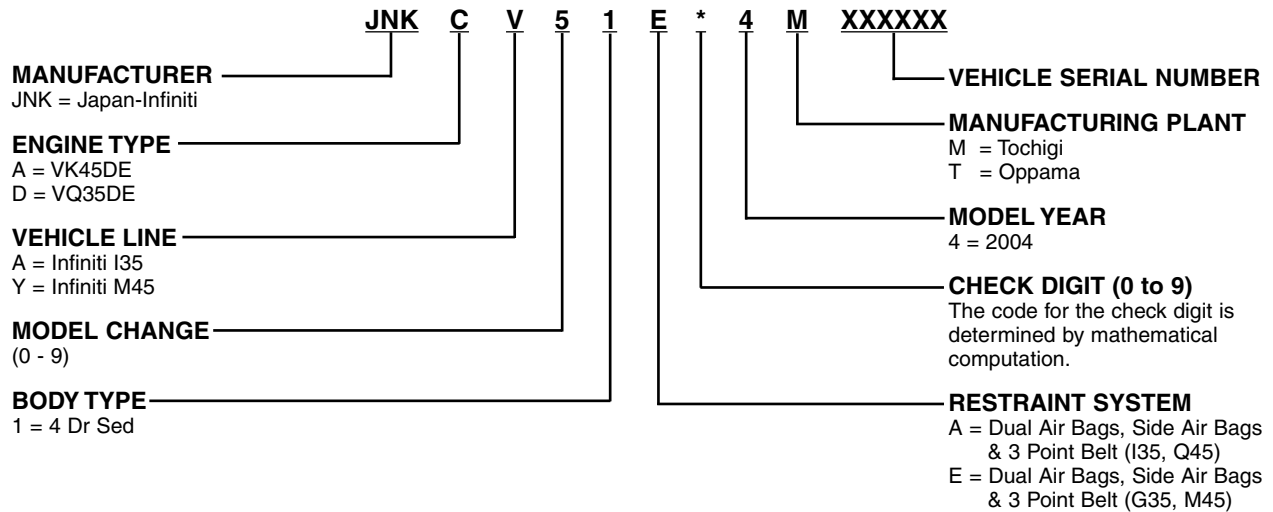 JNK C V 5 1 E * 4 M XXXXXX
MANUFACTURER
JNK = Japan-Infiniti
ENGINE TYPE
A = VK45DE
D = VQ35DE
VEHICLE LINE
A = Infiniti I35
Y = Infiniti M45
MODEL CHANGE
(0 - 9)
BODY TYPE
1 = 4 Dr Sed
VEHICLE SERIAL NUMBER
MANUFACTURING PLANT
M = Tochigi
T = Oppama
MODEL YEAR
4 = 2004
CHECK DIGIT (0 to 9)
The code for the check digit is
determined by mathematical
computation.
RESTRAINT SYSTEM
A = Dual Air Bags, Side Air Bags
& 3 Point Belt (I35, Q45)
E = Dual Air Bags, Side Air Bags
& 3 Point Belt (G35, M45)